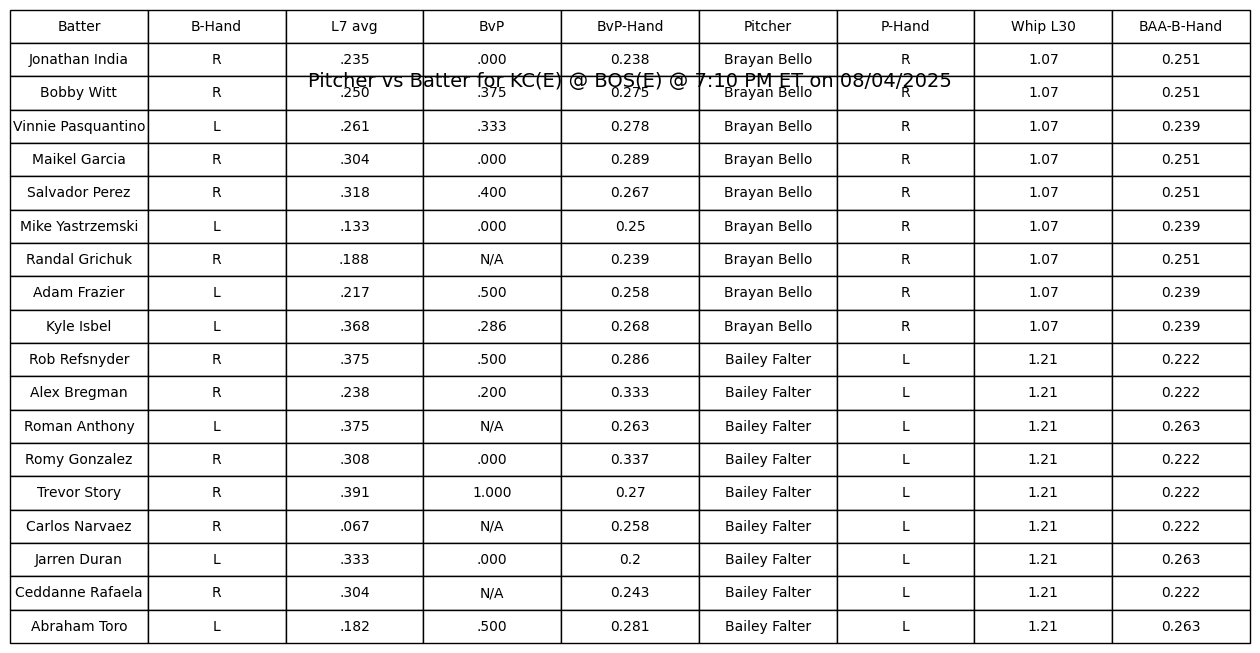 Batter B-Hand L7 avg BvP BvP-Hand Pitcher P-Hand Whip L30 BAA-B-Hand
Jonathan India R .235 .000 0.238 Brayan Bello R 1.07 0.251
Pitcher vs Batter for KC(E) @ BOS(E) @ 7:10 PM ET on 08/04/2025
Bobby Witt R .250 .375 0.275 Brayan Bello R 1.07 0.251
Vinnie Pasquantino L .261 .333 0.278 Brayan Bello R 1.07 0.239
Maikel Garcia R .304 .000 0.289 Brayan Bello R 1.07 0.251
Salvador Perez R .318 .400 0.267 Brayan Bello R 1.07 0.251
Mike Yastrzemski L .133 .000 0.25 Brayan Bello R 1.07 0.239
Randal Grichuk R .188 N/A 0.239 Brayan Bello R 1.07 0.251
Adam Frazier L .217 .500 0.258 Brayan Bello R 1.07 0.239
Kyle Isbel L .368 .286 0.268 Brayan Bello R 1.07 0.239
Rob Refsnyder R .375 .500 0.286 Bailey Falter L 1.21 0.222
Alex Bregman R .238 .200 0.333 Bailey Falter L 1.21 0.222
Roman Anthony L .375 N/A 0.263 Bailey Falter L 1.21 0.263
Romy Gonzalez R .308 .000 0.337 Bailey Falter L 1.21 0.222
Trevor Story R .391 1.000 0.27 Bailey Falter L 1.21 0.222
Carlos Narvaez R .067 N/A 0.258 Bailey Falter L 1.21 0.222
Jarren Duran L .333 .000 0.2 Bailey Falter L 1.21 0.263
Ceddanne Rafaela R .304 N/A 0.243 Bailey Falter L 1.21 0.222
Abraham Toro L .182 .500 0.281 Bailey Falter L 1.21 0.263